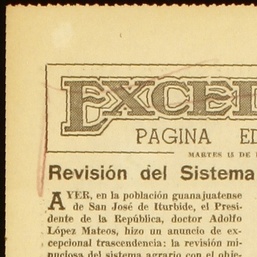 EXCEL
PAGINA ED
MARTES 15 DE
Revisión del Sistema
AYER, en la población guanajuatense
de San José de Iturbide, el Presi-
dente de la República, doctor Adolfo
López Mateos, hizo un anuncio de ex-
cepcional trascendencia: la revisión mi-
nuciosa del sistema agrario con el obje-